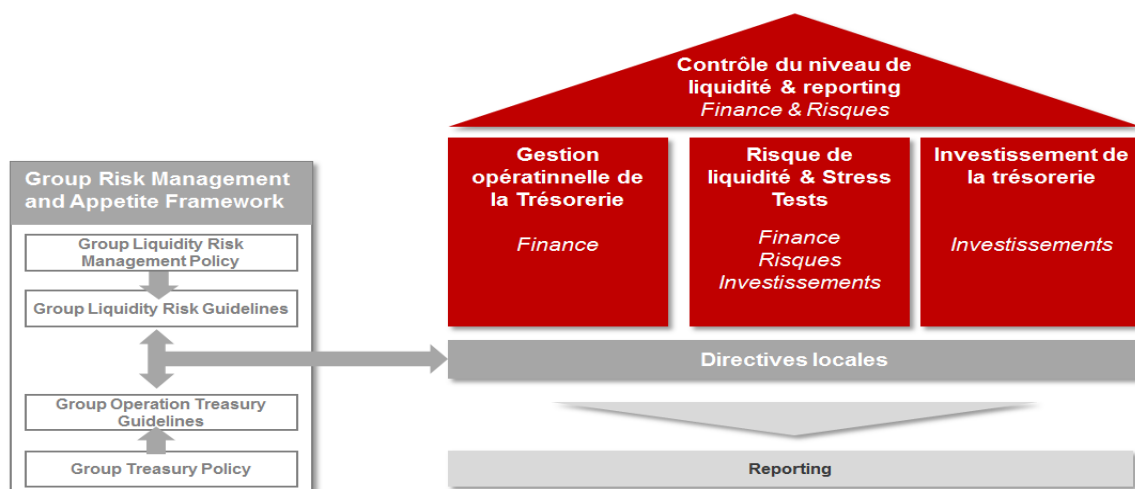 Contrôle du niveau de
liquidité & reporting
Finance & Risques
Gestion
opératinnelle de
la Trésorerie
Finance
Risque de
liquidité & Stress
Tests
Finance
Risques
Investissements
Investissement de
la trésorerie
Investissements
Group Risk Management
and Appetite Framework
Group Liquidity Risk
Management Policy
Group Liquidity Risk Guidelines
Group Operation Treasury
Guidelines
Group Treasury Policy
Directives locales
Reporting